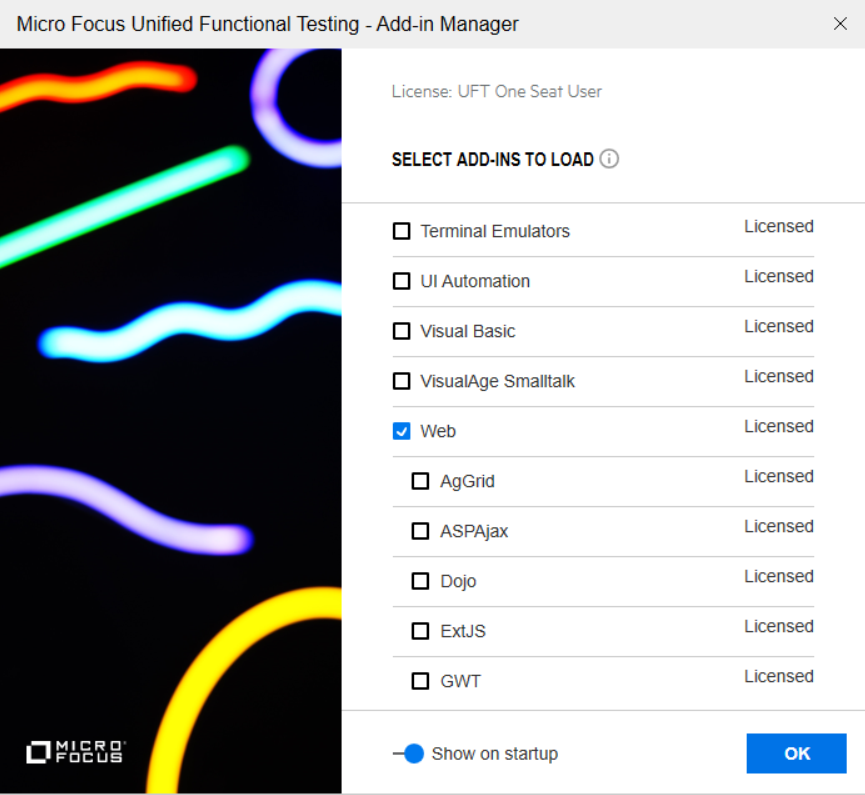 Micro Focus Unified Functional Testing - Add-in Manager
License: UFT One Seat User
SELECT ADD-INS TO LOAD
Terminal Emulators Licensed
UI Automation Licensed
Visual Basic Licensed
VisualAge Smalltalk Licensed
Web Licensed
AgGrid Licensed
ASPAjax Licensed
Dojo Licensed
ExtJS Licensed
GWT Licensed
MICRO
FOCUS
Show on startup OK